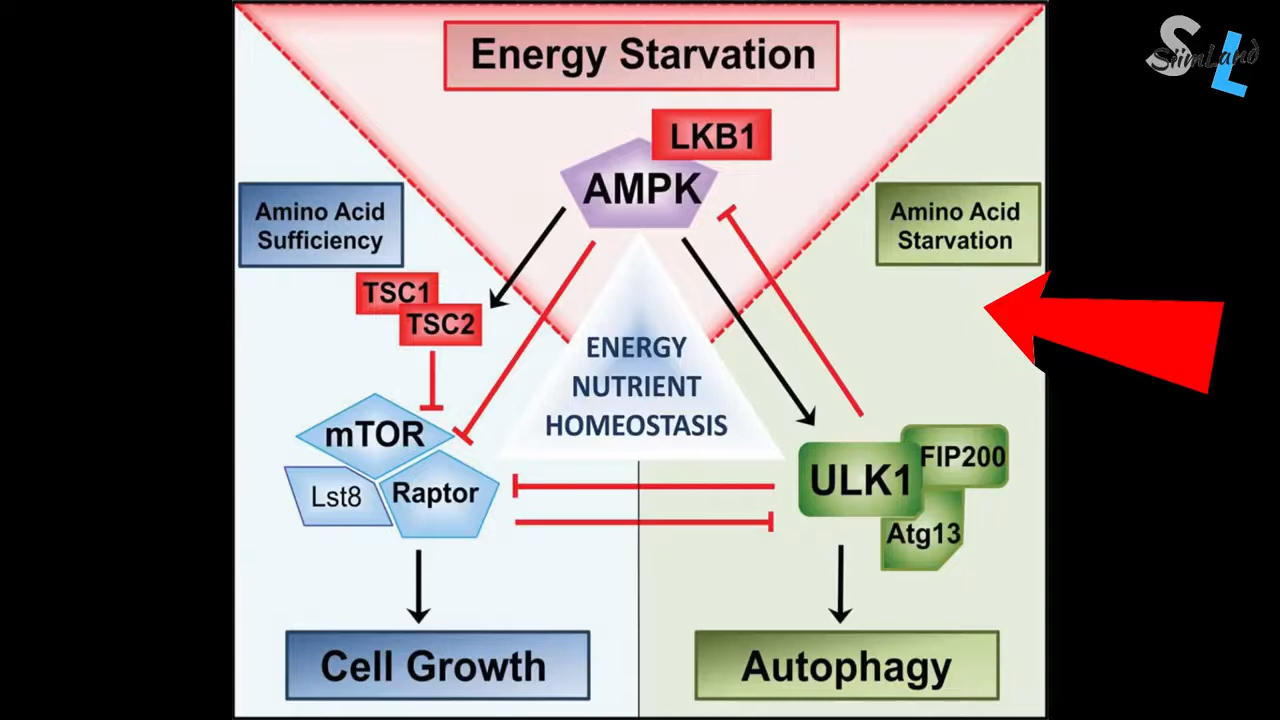 Energy Starvation
LKB1
AMPK
Amino Acid
Sufficiency
Amino Acid
Starvation
TSC1
TSC2
ENERGY
NUTRIENT
HOMEOSTASIS
mTOR
Lst8
Raptor
ULK1
FIP200
Atg13
Cell Growth
Autophagy
S L
SiimLand